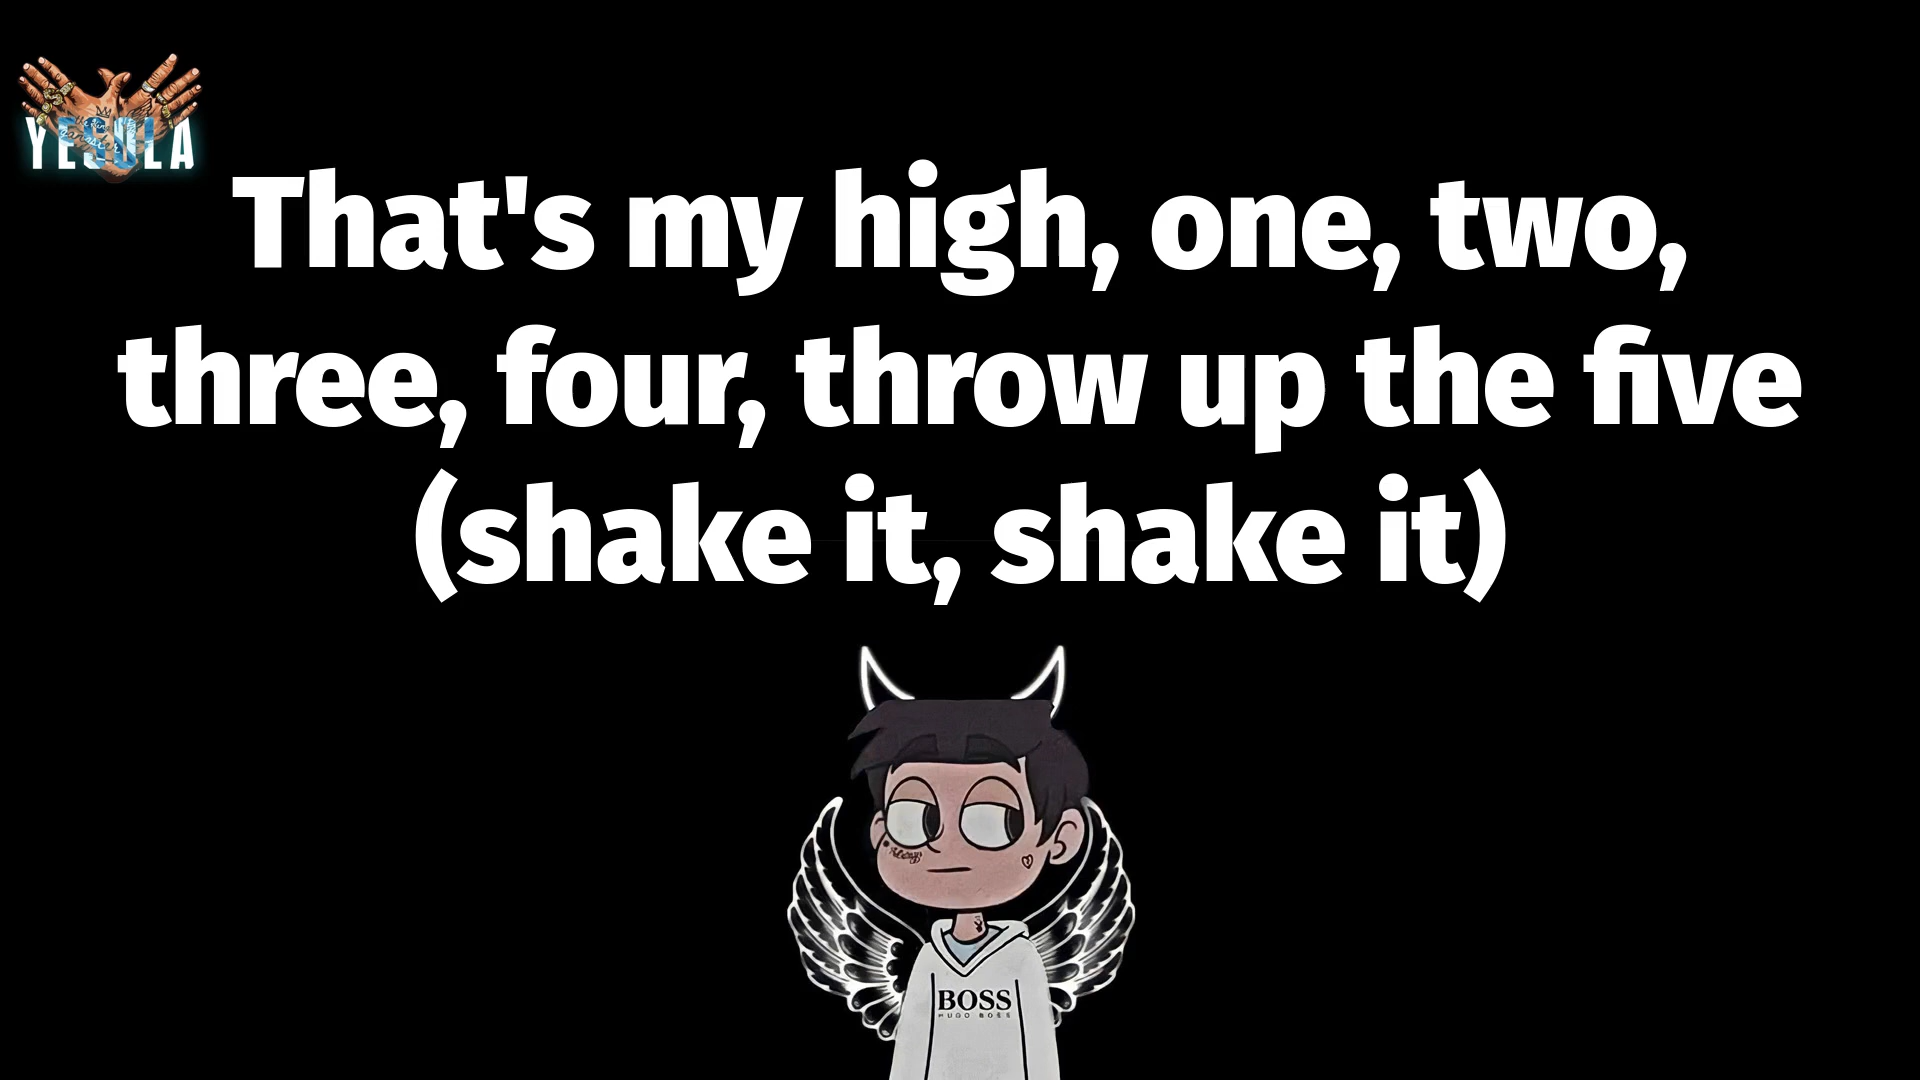 YESULA
That's my high, one, two,
three, four, throw up the five
(shake it, shake it)
BOSS
HUGO BOSS